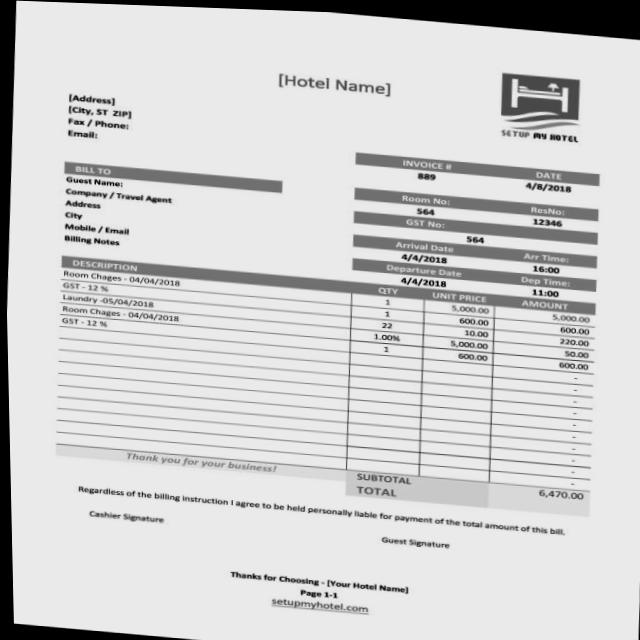 [Hotel Name]
SETUP MY HOTEL
[Address]
[City, ST ZIP]
Fax / Phone:
Email:
INVOICE # DATE
889 4/8/2018
BILL TO
Guest Name:
Company / Travel Agent
Address
City
Mobile / Email
Billing Notes
Room No: ResNo:
564 12346
GST No:
564
Arrival Date Arr Time:
4/4/2018 16:00
Departure Date Dep Time:
4/4/2018 11:00
DESCRIPTION QTY UNIT PRICE AMOUNT
Room Chages - 04/04/2018 1 5,000.00 5,000.00
GST - 12 % 1 600.00 600.00
Laundry -05/04/2018 22 10.00 220.00
Room Chages - 04/04/2018 1.00% 5,000.00 50.00
GST - 12 % 1 600.00 600.00
-
-
-
-
-
-
-
-
-
-
Thank you for your business! SUBTOTAL 6,470.00
TOTAL
Regardless of the billing instruction I agree to be held personally liable for payment of the total amount of this bill.
Cashier Signature Guest Signature
Thanks for Choosing - [Your Hotel Name]
Page 1-1
setupmyhotel.com